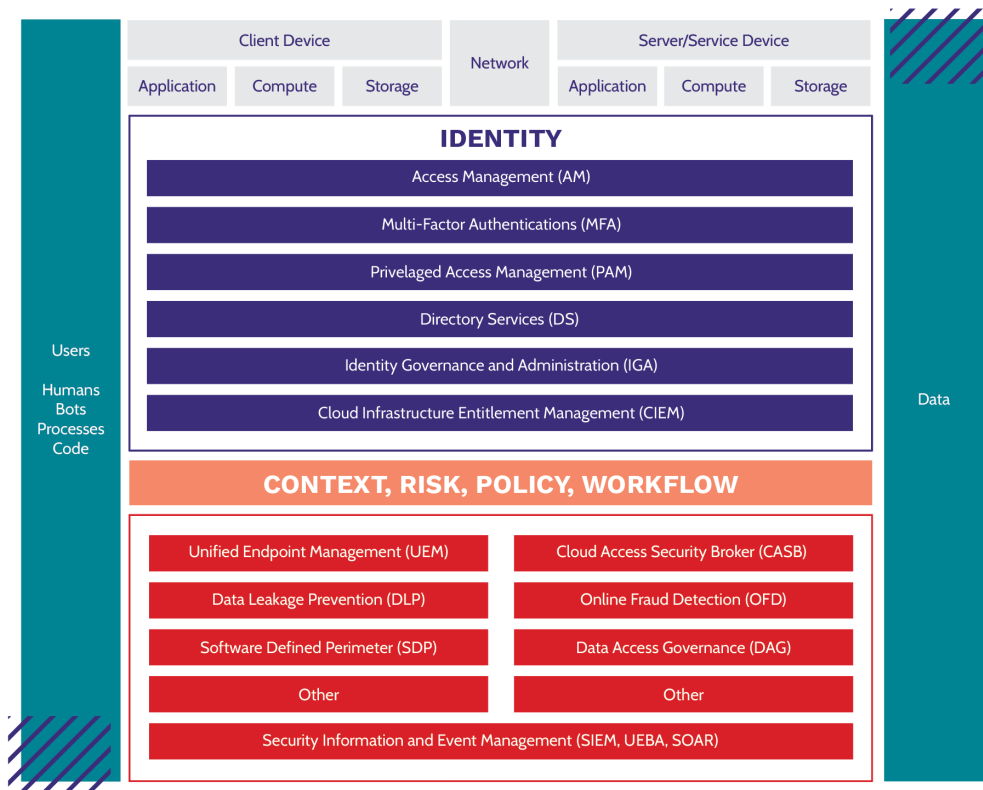 Client Device
Network
Server/Service Device
Application
Compute
Storage
Application
Compute
Storage
IDENTITY
Access Management (AM)
Multi-Factor Authentications (MFA)
Privelaged Access Management (PAM)
Directory Services (DS)
Identity Governance and Administration (IGA)
Cloud Infrastructure Entitlement Management (CIEM)
Users
Humans
Bots
Processes
Code
Data
CONTEXT, RISK, POLICY, WORKFLOW
Unified Endpoint Management (UEM)
Cloud Access Security Broker (CASB)
Data Leakage Prevention (DLP)
Online Fraud Detection (OFD)
Software Defined Perimeter (SDP)
Data Access Governance (DAG)
Other
Other
Security Information and Event Management (SIEM, UEBA, SOAR)